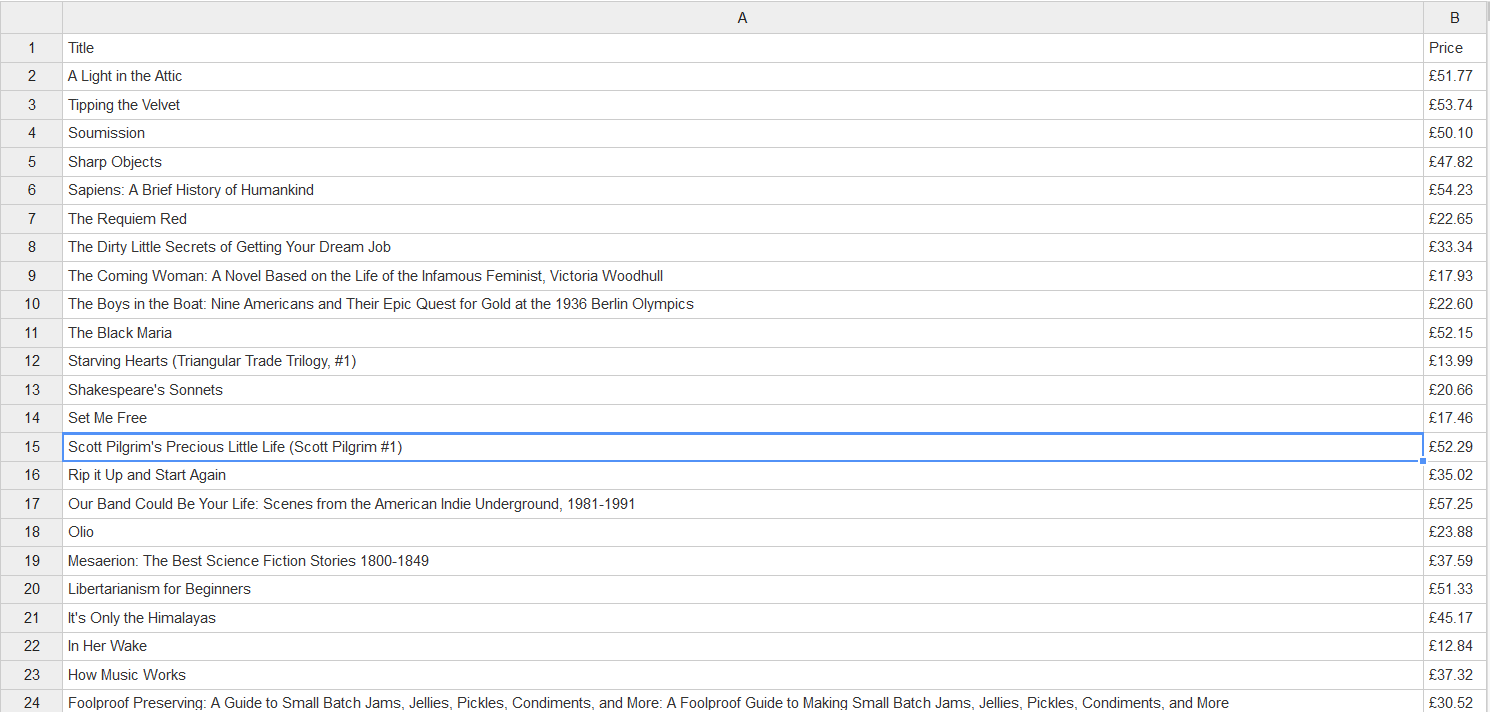 A B
1 Title Price
2 A Light in the Attic £51.77
3 Tipping the Velvet £53.74
4 Soumission £50.10
5 Sharp Objects £47.82
6 Sapiens: A Brief History of Humankind £54.23
7 The Requiem Red £22.65
8 The Dirty Little Secrets of Getting Your Dream Job £33.34
9 The Coming Woman: A Novel Based on the Life of the Infamous Feminist, Victoria Woodhull £17.93
10 The Boys in the Boat: Nine Americans and Their Epic Quest for Gold at the 1936 Berlin Olympics £22.60
11 The Black Maria £52.15
12 Starving Hearts (Triangular Trade Trilogy, #1) £13.99
13 Shakespeare's Sonnets £20.66
14 Set Me Free £17.46
15 Scott Pilgrim's Precious Little Life (Scott Pilgrim #1) £52.29
16 Rip it Up and Start Again £35.02
17 Our Band Could Be Your Life: Scenes from the American Indie Underground, 1981-1991 £57.25
18 Olio £23.88
19 Mesaerion: The Best Science Fiction Stories 1800-1849 £37.59
20 Libertarianism for Beginners £51.33
21 It's Only the Himalayas £45.17
22 In Her Wake £12.84
23 How Music Works £37.32
24 Foolproof Preserving: A Guide to Small Batch Jams, Jellies, Pickles, Condiments, and More: A Foolproof Guide to Making Small Batch Jams, Jellies, Pickles, Condiments, and More £30.52